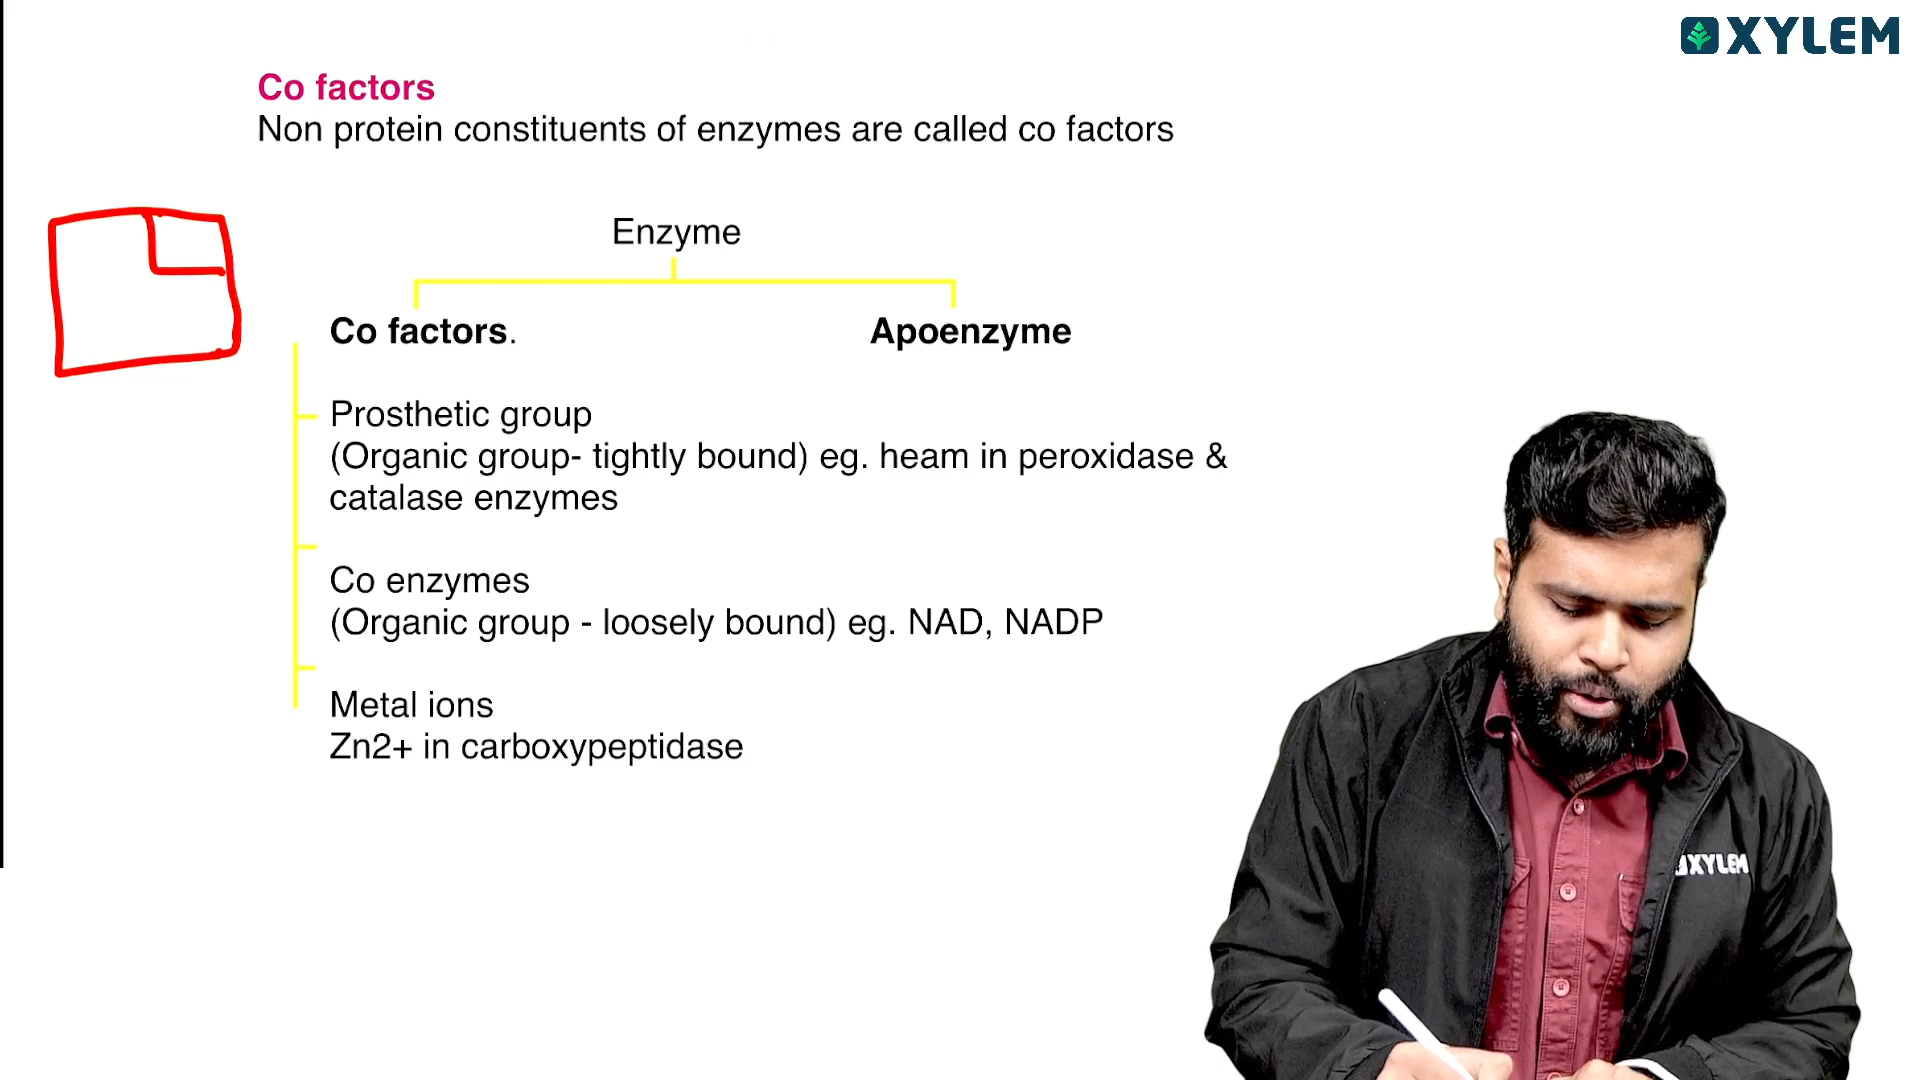 XYLEM
Co factors
Non protein constituents of enzymes are called co factors
Enzyme
Co factors.
Apoenzyme
Prosthetic group
(Organic group- tightly bound) eg. heam in peroxidase &
catalase enzymes
Co enzymes
(Organic group - loosely bound) eg. NAD, NADP
Metal ions
Zn2+ in carboxypeptidase
XYLEM